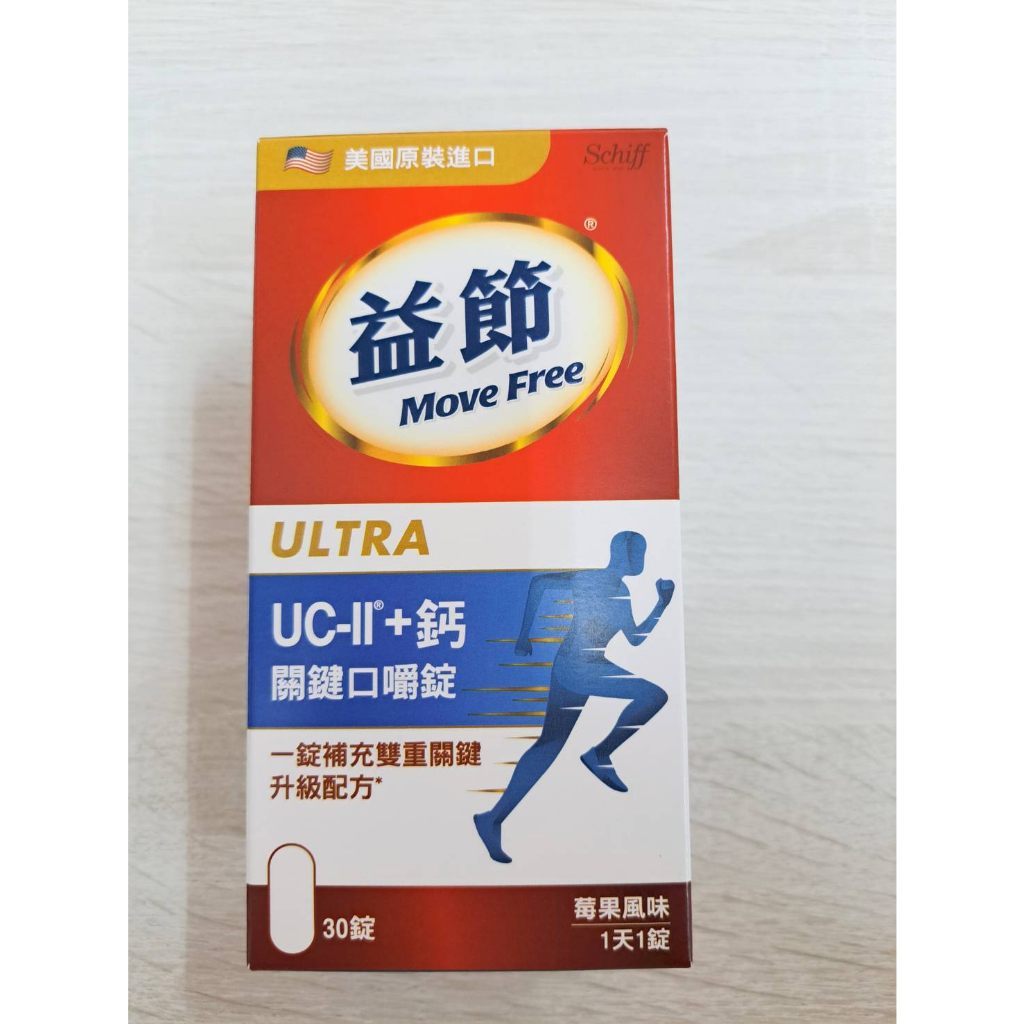 美國原裝進口
Schiff
益節®
Move Free
ULTRA
UC-II®+鈣
關鍵口嚼錠
一錠補充雙重關鍵
升級配方*
30錠
莓果風味
1天1錠